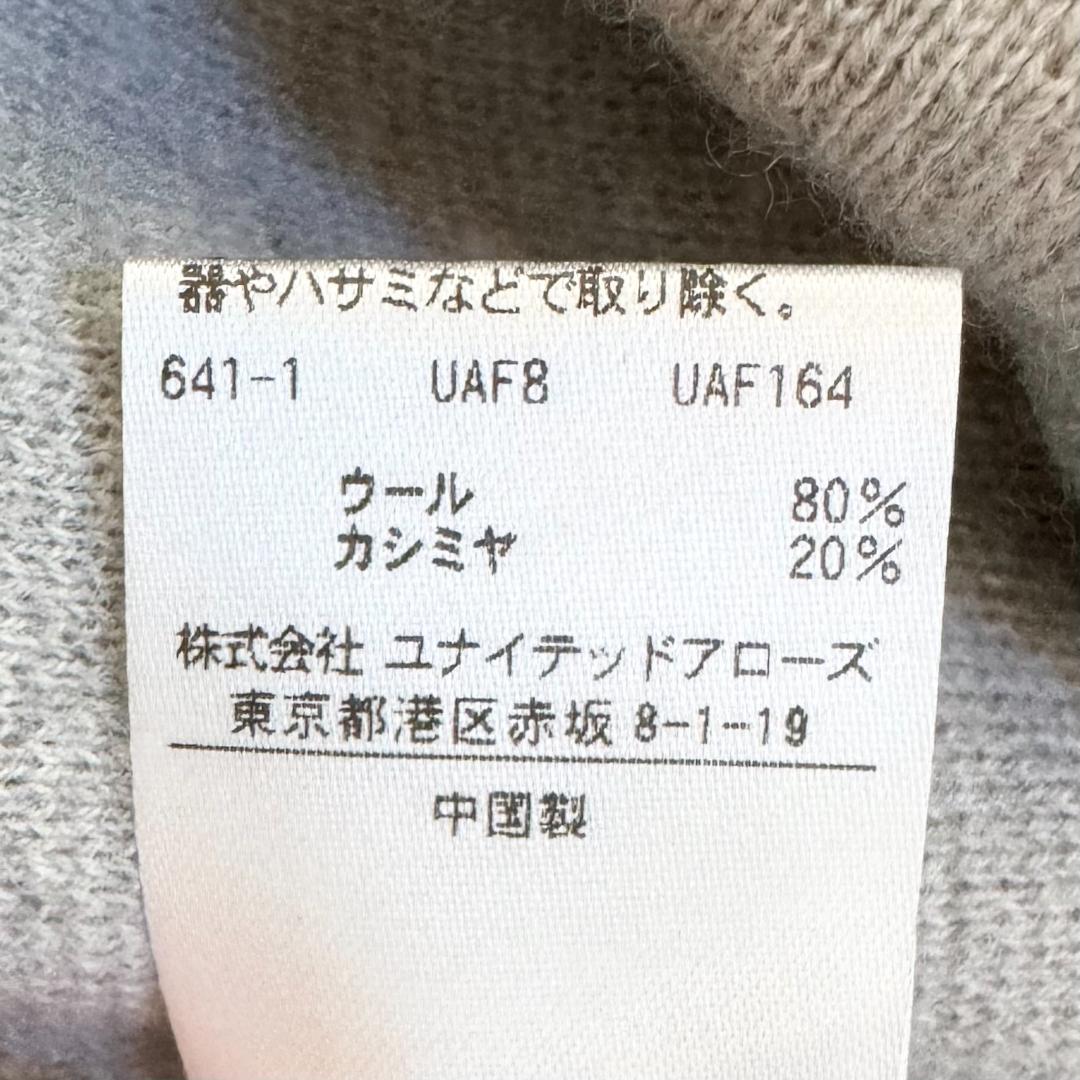 器やハサミなどで取り除く。
641-1 UAF8 UAF164
ウール 80%
カシミヤ 20%
株式会社 ユナイテッドアローズ
東京都港区赤坂 8-1-19
中国製